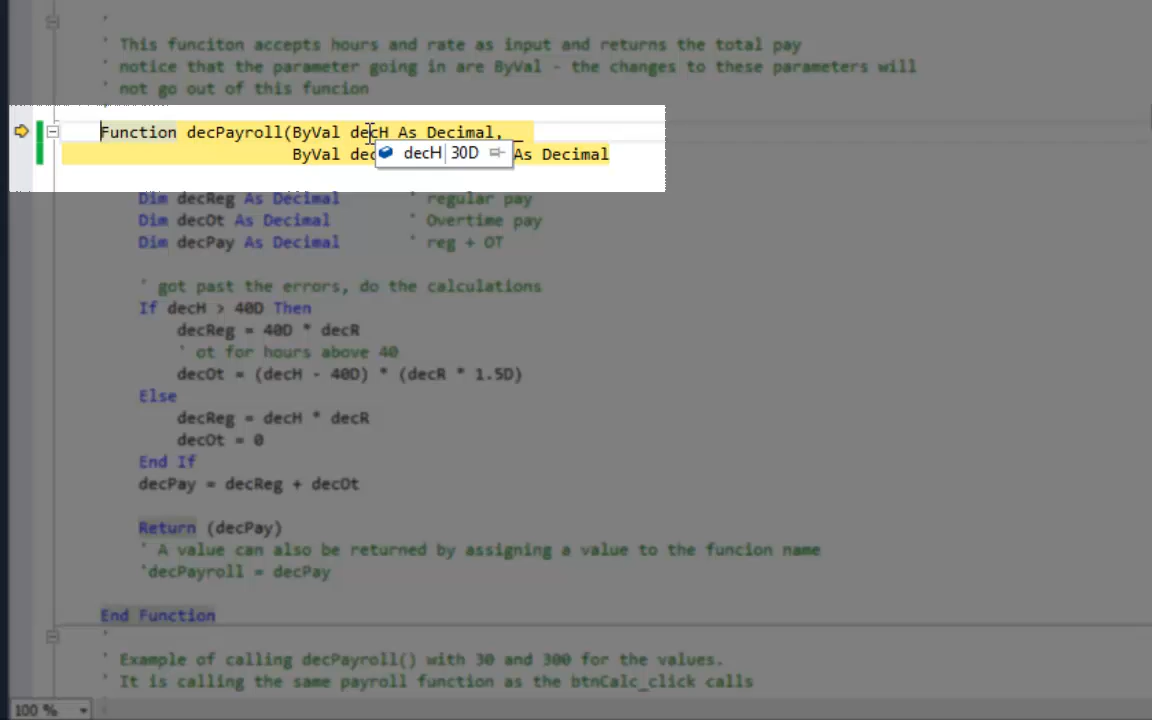 '
' This funciton accepts hours and rate as input and returns the total pay
' notice that the parameter going in are ByVal - the changes to these parameters will
' not go out of this funcion
Function decPayroll(ByVal decH As Decimal, _
ByVal dec As Decimal
decH 30D
Dim decReg As Decimal ' regular pay
Dim decOt As Decimal ' Overtime pay
Dim decPay As Decimal ' reg + OT
' got past the errors, do the calculations
If decH > 40D Then
decReg = 40D * decR
' ot for hours above 40
decOt = (decH - 40D) * (decR * 1.5D)
Else
decReg = decH * decR
decOt = 0
End If
decPay = decReg + decOt
Return (decPay)
' A value can also be returned by assigning a value to the funcion name
'decPayroll = decPay
End Function
'
' Example of calling decPayroll() with 30 and 300 for the values.
' It is calling the same payroll function as the btnCalc_click calls
100 %